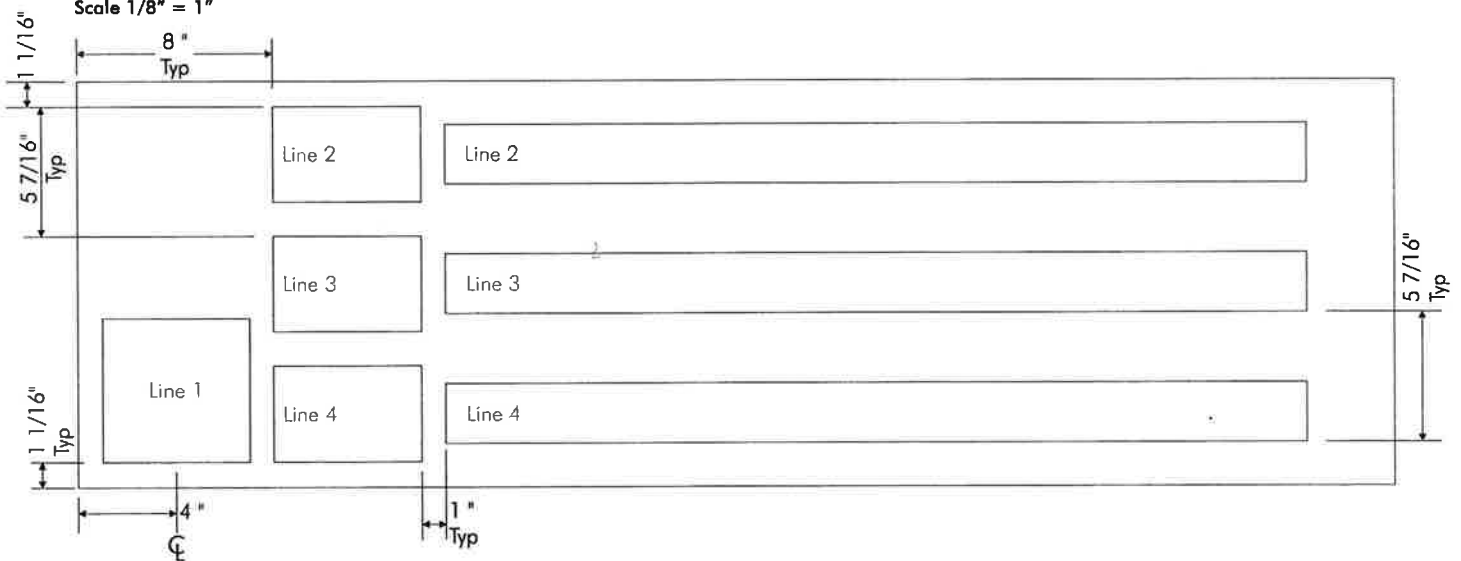 Scale 1/8" = 1"
1 1/16"
8 "
Typ
5 7/16"
Typ
Line 2
Line 2
Line 3
Line 3
5 7/16"
Typ
Line 1
Line 4
Line 4
1 1/16"
Typ
4 "
℄
1 "
Typ